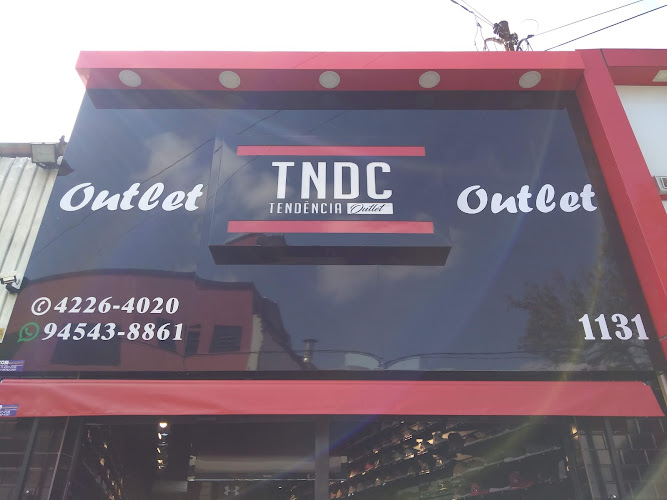 Outlet
TNDC
TENDÊNCIA Outlet
Outlet
4226-4020
94543-8861
1131